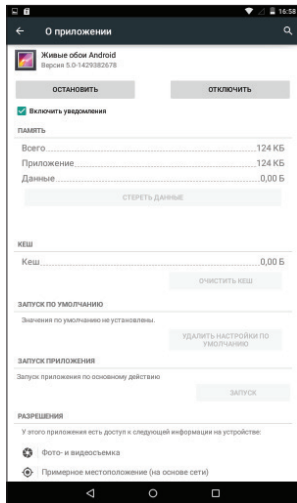 16:58
О приложении
Живые обои Android
Версия 5.0-1429382678
ОСТАНОВИТЬ ОТКЛЮЧИТЬ
Включить уведомления
ПАМЯТЬ
Всего 124 КБ
Приложение 124 КБ
Данные 0,00 Б
СТЕРЕТЬ ДАННЫЕ
КЕШ
Кеш 0,00 Б
ОЧИСТИТЬ КЕШ
ЗАПУСК ПО УМОЛЧАНИЮ
Значения по умолчанию не установлены.
УДАЛИТЬ НАСТРОЙКИ ПО
УМОЛЧАНИЮ
ЗАПУСК ПРИЛОЖЕНИЯ
Запуск приложения по основному действию
ЗАПУСК
РАЗРЕШЕНИЯ
У этого приложения есть доступ к следующей информации на устройстве:
Фото- и видеосъемка
Примерное местоположение (на основе сети)